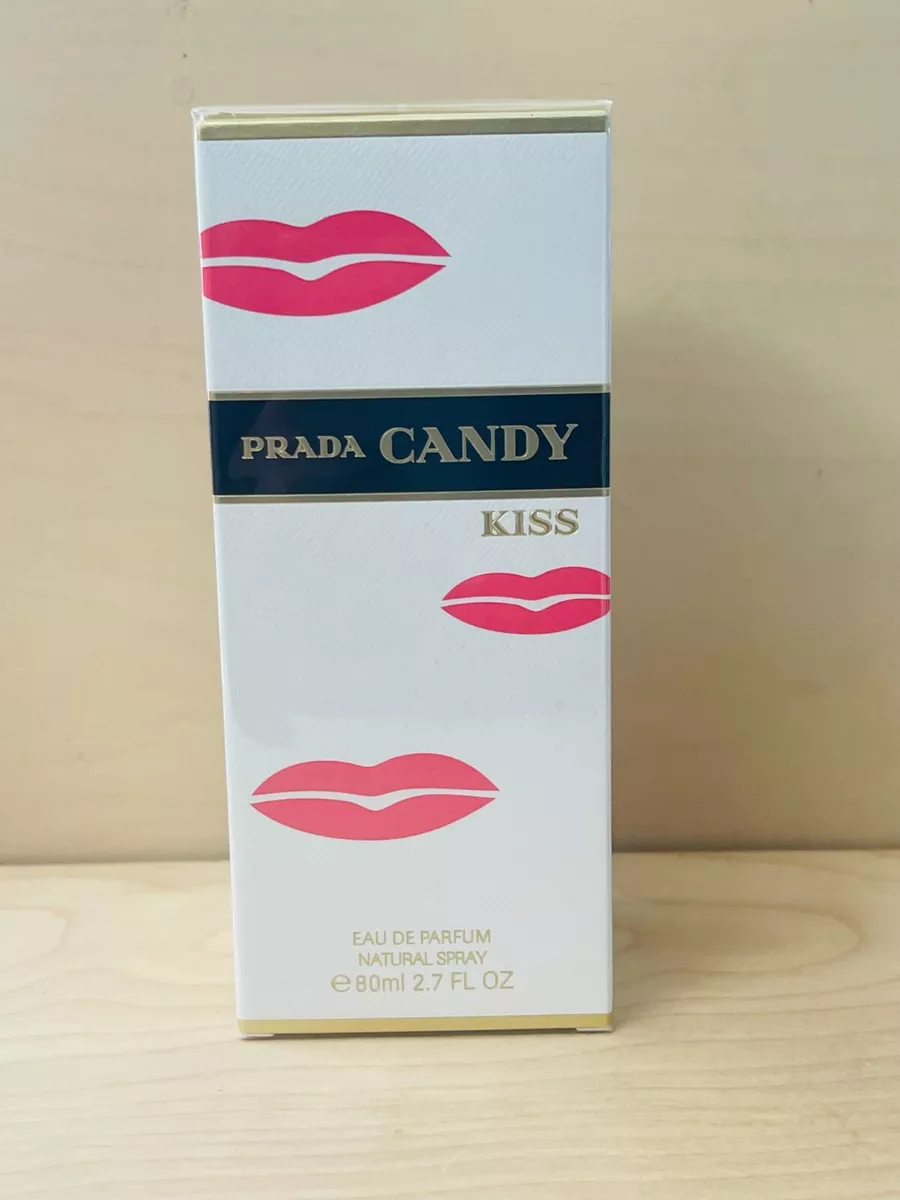 PRADA CANDY
KISS
EAU DE PARFUM
NATURAL SPRAY
℮80ml 2.7 FL OZ